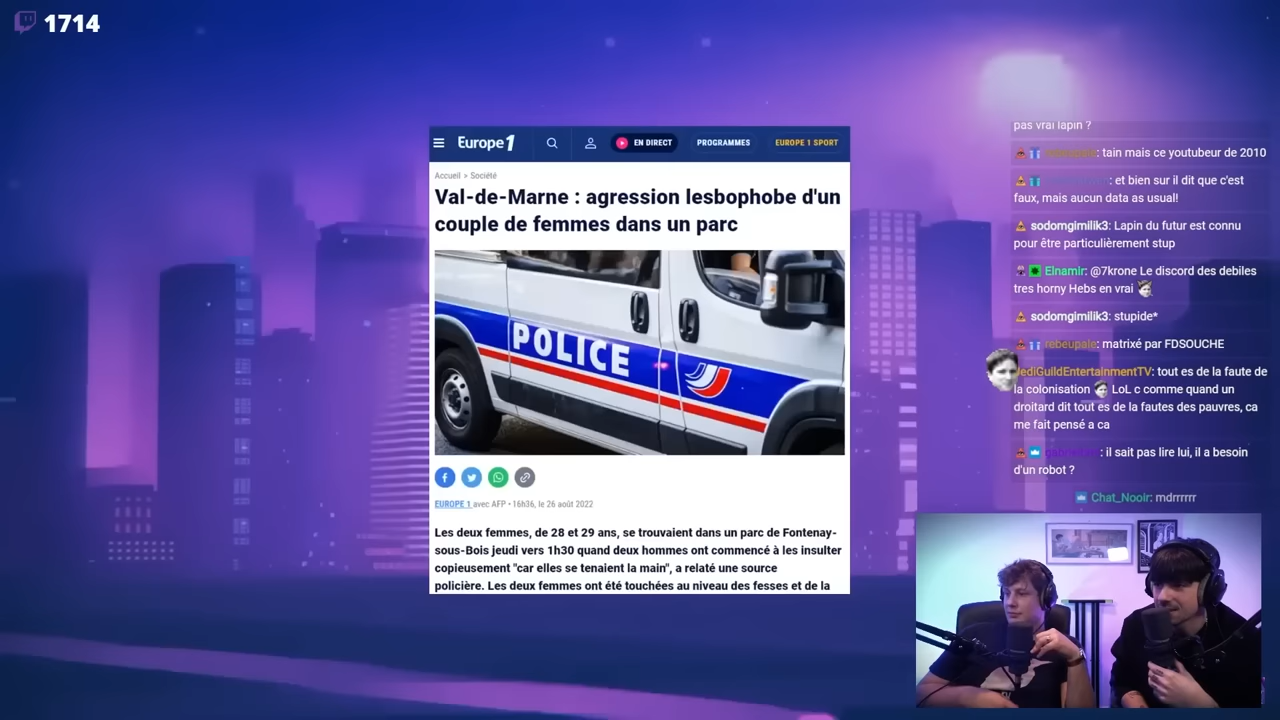 1714
Europe 1
EN DIRECT
PROGRAMMES
EUROPE 1 SPORT
Accueil > Société
Val-de-Marne : agression lesbophobe d'un
couple de femmes dans un parc
POLICE
EUROPE 1 avec AFP • 16h36, le 26 août 2022
Les deux femmes, de 28 et 29 ans, se trouvaient dans un parc de Fontenay-
sous-Bois jeudi vers 1h30 quand deux hommes ont commencé à les insulter
copieusement "car elles se tenaient la main", a relaté une source
policière. Les deux femmes ont été touchées au niveau des fesses et de la
pas vrai lapin ?
: tain mais ce youtubeur de 2010
: et bien sur il dit que c'est
faux, mais aucun data as usual!
sodomgimilik3: Lapin du futur est connu
pour être particulièrement stup
Elnamir: @7krone Le discord des debiles
tres horny Hebs en vrai
sodomgimilik3: stupide*
rebeupale: matrixé par FDSOUCHE
JediGuildEntertainmentTV: tout es de la faute de
la colonisation LoL c comme quand un
droitard dit tout es de la fautes des pauvres, ca
me fait pensé a ca
: il sait pas lire lui, il a besoin
d'un robot ?
Chat_Nooir: mdrrrrrr